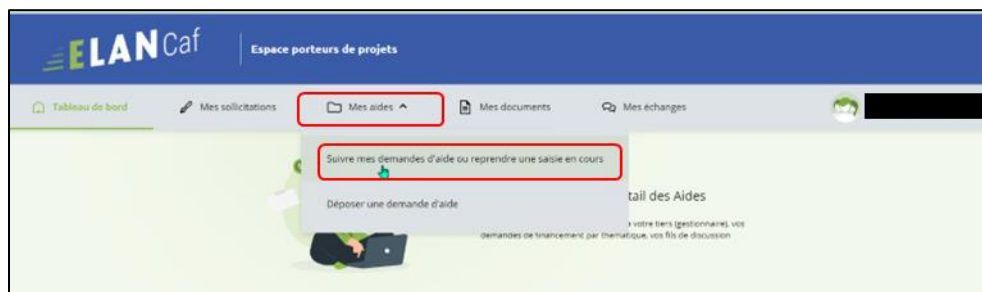 ELAN Caf
Espace porteurs de projets
Tableau de bord
Mes sollicitations
Mes aides
Mes documents
Mes échanges
Suivre mes demandes d'aide ou reprendre une saisie en cours
Déposer une demande d'aide
tail des Aides
votre tiers (gestionnaire), vos
demandes de financement par thématique, vos fils de discussion